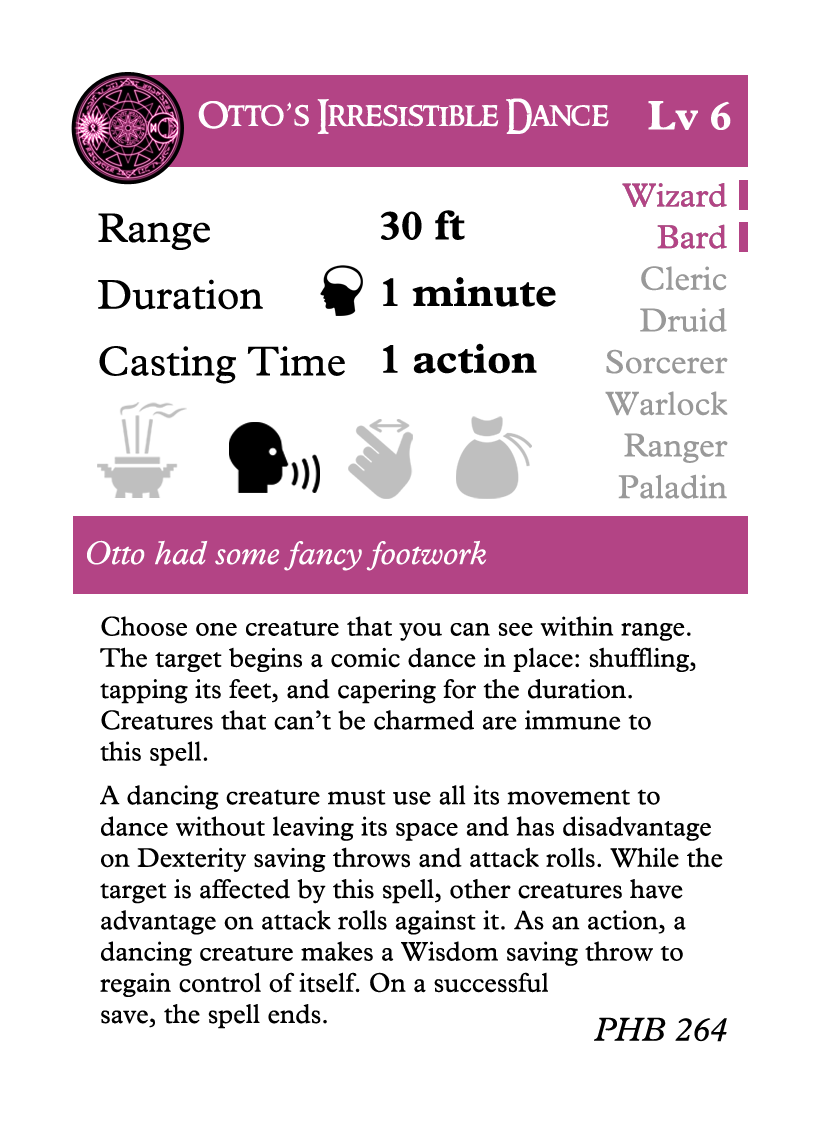 Otto's Irresistible Dance Lv 6
Wizard
Bard
Cleric
Druid
Sorcerer
Warlock
Ranger
Paladin
Range 30 ft
Duration 1 minute
Casting Time 1 action
Otto had some fancy footwork
Choose one creature that you can see within range.
The target begins a comic dance in place: shuffling,
tapping its feet, and capering for the duration.
Creatures that can't be charmed are immune to
this spell.
A dancing creature must use all its movement to
dance without leaving its space and has disadvantage
on Dexterity saving throws and attack rolls. While the
target is affected by this spell, other creatures have
advantage on attack rolls against it. As an action, a
dancing creature makes a Wisdom saving throw to
regain control of itself. On a successful
save, the spell ends.
PHB 264